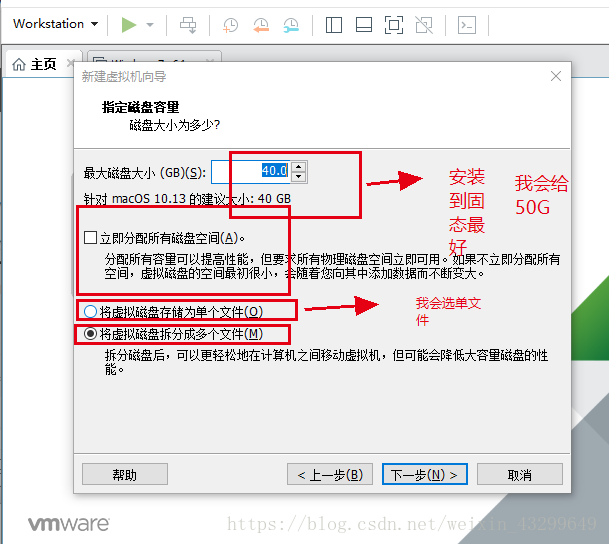 Workstation
主页
新建虚拟机向导
指定磁盘容量
磁盘大小为多少?
最大磁盘大小 (GB)(S): 40.0
针对 macOS 10.13 的建议大小: 40 GB
立即分配所有磁盘空间(A)。
分配所有容量可以提高性能，但要求所有物理磁盘空间立即可用。如果不立即分配所有
空间，虚拟磁盘的空间最初很小，会随着您向其中添加数据而不断变大。
将虚拟磁盘存储为单个文件(O)
将虚拟磁盘拆分成多个文件(M)
拆分磁盘后，可以更轻松地在计算机之间移动虚拟机，但可能会降低大容量磁盘的性
能。
安装
到固
态最
好
我会给
50G
我会选单文
件
帮助
< 上一步(B)
下一步(N) >
取消
vmware
https://blog.csdn.net/weixin_43299649